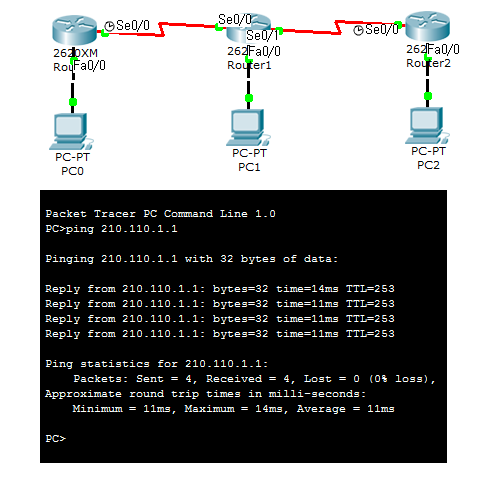 Se0/0
Se0/0
Se0/0
Se0/1
Fa0/0
Fa0/0
Fa0/0
Router1
Router2
PC-PT
PC0
PC-PT
PC1
PC-PT
PC2
Packet Tracer PC Command Line 1.0
PC>ping 210.110.1.1
Pinging 210.110.1.1 with 32 bytes of data:
Reply from 210.110.1.1: bytes=32 time=14ms TTL=253
Reply from 210.110.1.1: bytes=32 time=11ms TTL=253
Reply from 210.110.1.1: bytes=32 time=11ms TTL=253
Reply from 210.110.1.1: bytes=32 time=11ms TTL=253
Ping statistics for 210.110.1.1:
Packets: Sent = 4, Received = 4, Lost = 0 (0% loss),
Approximate round trip times in milli-seconds:
Minimum = 11ms, Maximum = 14ms, Average = 11ms
PC>